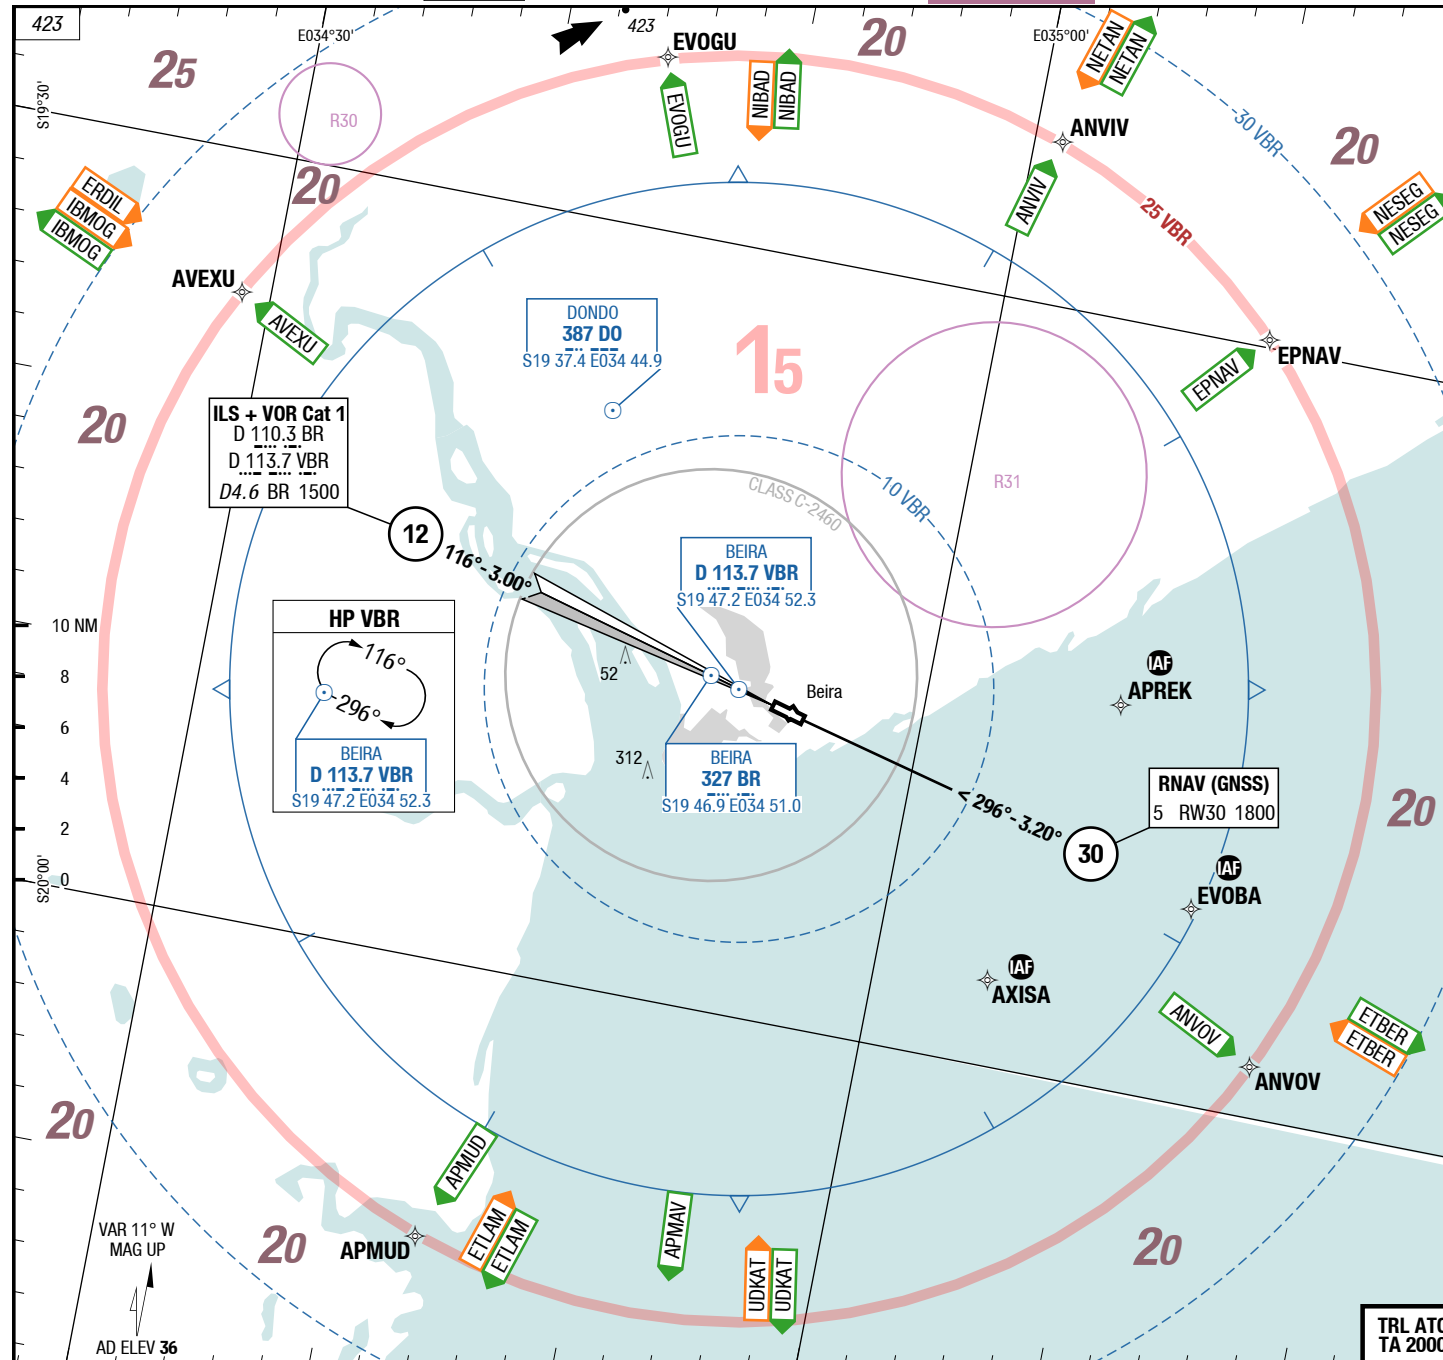 423
423
E034°30'
E035°00'
25
20
EVOGU
NIBAD
NIBAD
NETAN
NETAN
EVOGU
S19°30'
R30
ANVIV
30 VBR
20
20
ERDIL
IBMOG
IBMOG
ANVIV
25 VBR
NESEG
NESEG
AVEXU
AVEXU
DONDO
387 DO
S19 37.4 E034 44.9
15
EPNAV
EPNAV
20
ILS + VOR Cat 1
D 110.3 BR
D 113.7 VBR
D4.6 BR 1500
12
116°-3.00°
CLASS C-2460
10 VBR
R31
BEIRA
D 113.7 VBR
S19 47.2 E034 52.3
HP VBR
116°
296°
BEIRA
D 113.7 VBR
S19 47.2 E034 52.3
10 NM
8
6
4
2
0
S20°00'
52
312
Beira
BEIRA
327 BR
S19 46.9 E034 51.0
IAF
APREK
RNAV (GNSS)
5 RW30 1800
< 296°-3.20°
30
20
IAF
EVOBA
IAF
AXISA
ANVOV
ANVOV
ETBER
ETBER
20
APMUD
APMUD
ETLAM
ETLAM
APMAV
UDKAT
UDKAT
20
20
VAR 11° W
MAG UP
AD ELEV 36
TRL ATC
TA 2000